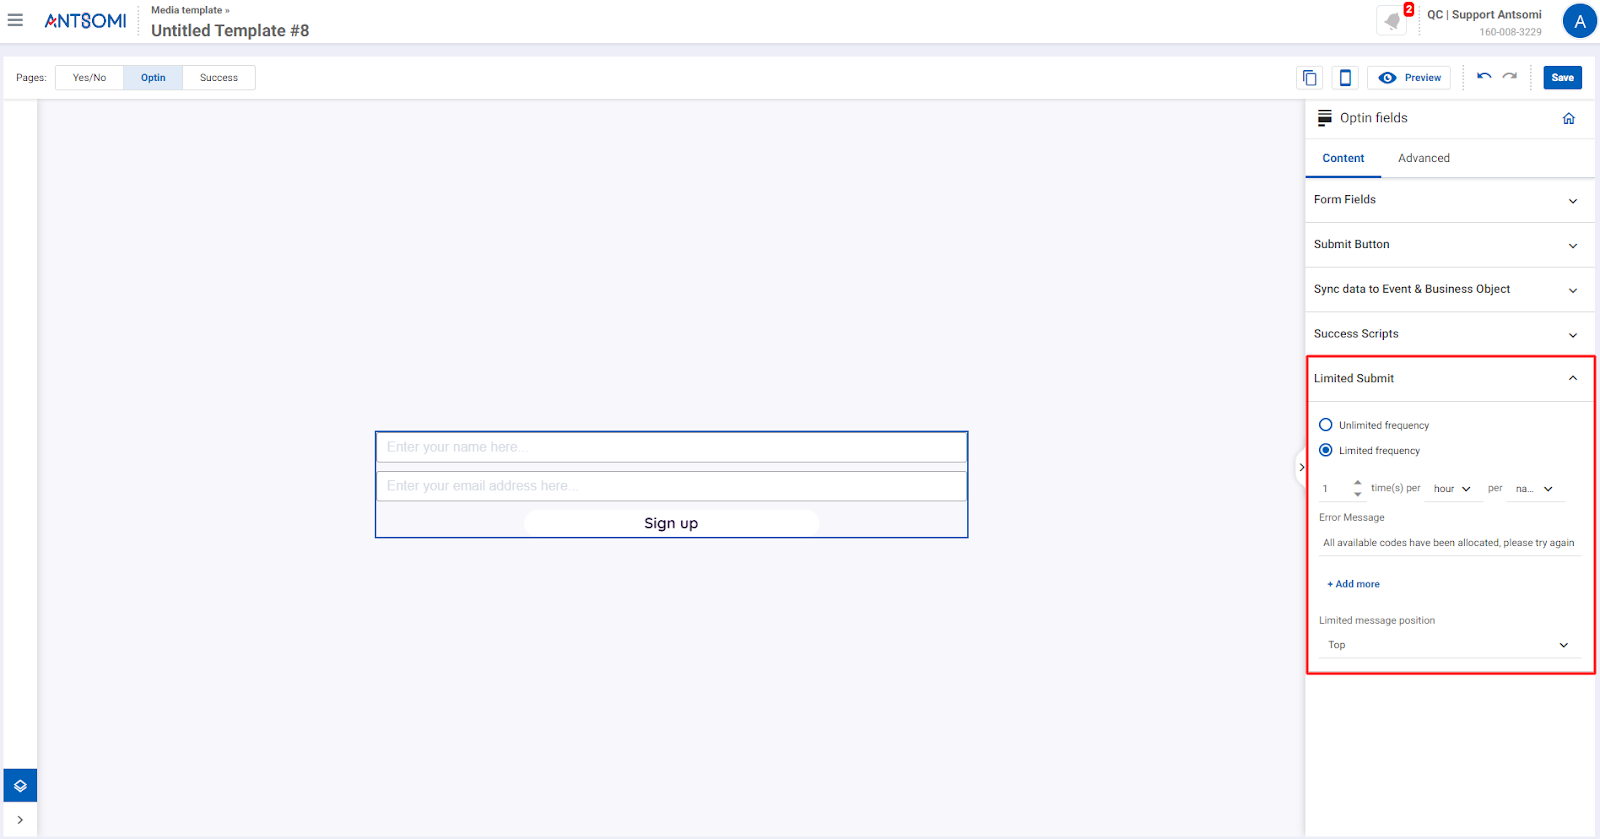 ANTSOMI
Media template »
Untitled Template #8
2
QC | Support Antsomi
160-008-3229
A
Pages:
Yes/No
Optin
Success
Preview
Save
Optin fields
Content
Advanced
Form Fields
Submit Button
Sync data to Event & Business Object
Success Scripts
Limited Submit
Unlimited frequency
Limited frequency
1 time(s) per hour per na...
Error Message
All available codes have been allocated, please try again
+ Add more
Limited message position
Top
Enter your name here...
Enter your email address here...
Sign up